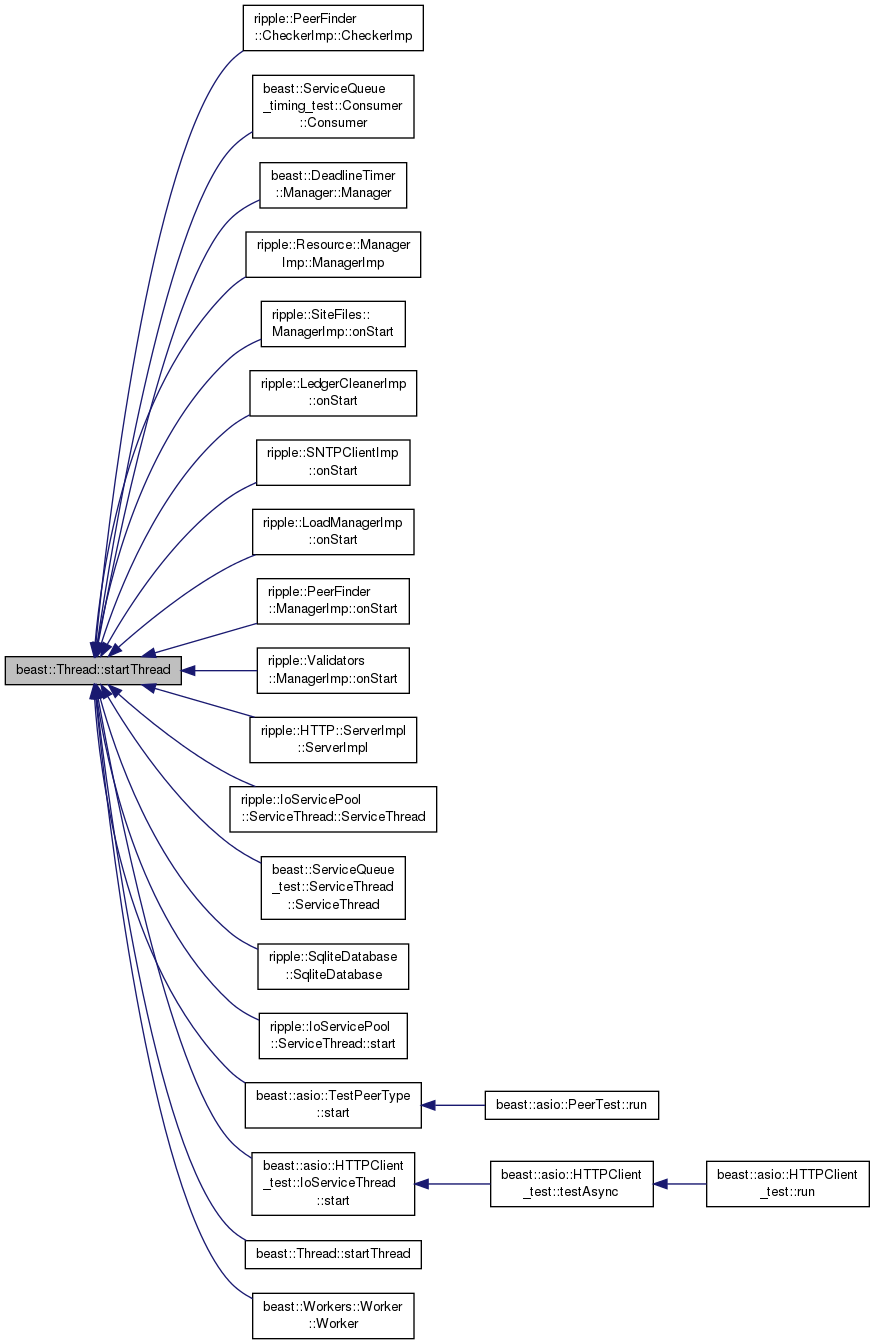 ripple::PeerFinder
::CheckerImp::CheckerImp
beast::ServiceQueue
_timing_test::Consumer
::Consumer
beast::DeadlineTimer
::Manager::Manager
ripple::Resource::Manager
Imp::ManagerImp
ripple::SiteFiles::
ManagerImp::onStart
ripple::LedgerCleanerImp
::onStart
ripple::SNTPClientImp
::onStart
ripple::LoadManagerImp
::onStart
ripple::PeerFinder
::ManagerImp::onStart
beast::Thread::startThread
ripple::Validators
::ManagerImp::onStart
ripple::HTTP::ServerImpl
::ServerImpl
ripple::IoServicePool
::ServiceThread::ServiceThread
beast::ServiceQueue
_test::ServiceThread
::ServiceThread
ripple::SqliteDatabase
::SqliteDatabase
ripple::IoServicePool
::ServiceThread::start
beast::asio::TestPeerType
::start
beast::asio::PeerTest::run
beast::asio::HTTPClient
_test::IoServiceThread
::start
beast::asio::HTTPClient
_test::testAsync
beast::asio::HTTPClient
_test::run
beast::Thread::startThread
beast::Workers::Worker
::Worker